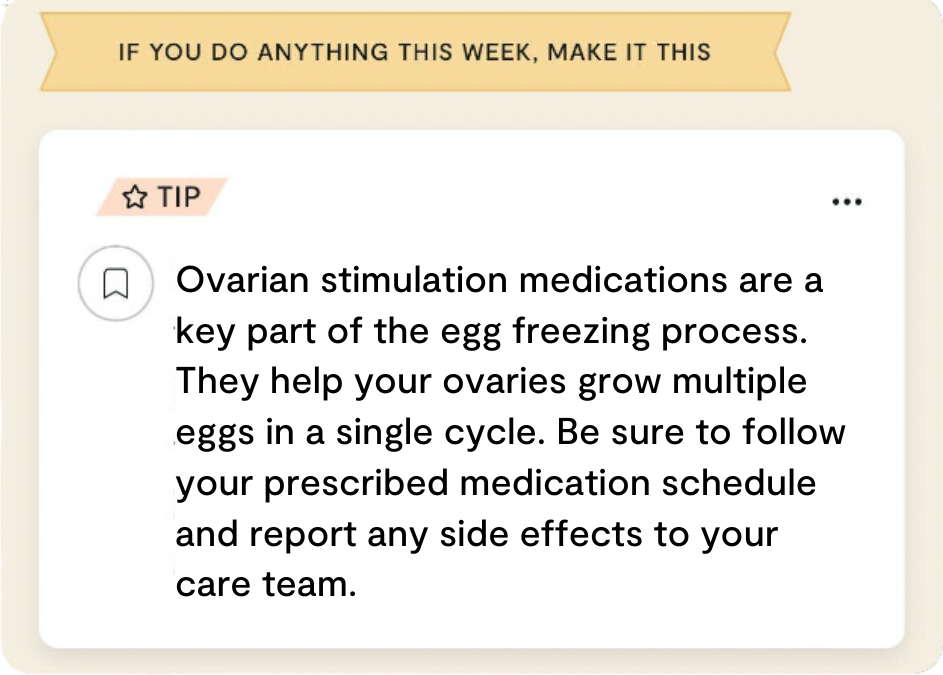 IF YOU DO ANYTHING THIS WEEK, MAKE IT THIS
TIP
Ovarian stimulation medications are a
key part of the egg freezing process.
They help your ovaries grow multiple
eggs in a single cycle. Be sure to follow
your prescribed medication schedule
and report any side effects to your
care team.